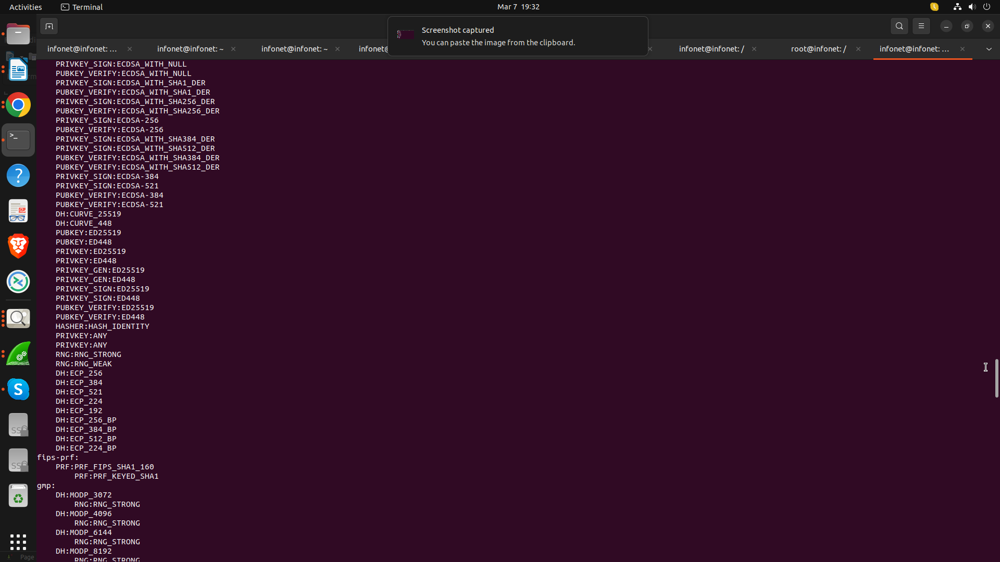 Activities
Terminal
Mar 7 19:32
Screenshot captured
You can paste the image from the clipboard.
infonet@infonet: ...
infonet@infonet: ~
infonet@infonet: ~
infonet@
infonet@infonet: /
root@infonet: /
infonet@infonet: ...
PRIVKEY_SIGN:ECDSA_WITH_NULL
PUBKEY_VERIFY:ECDSA_WITH_NULL
PRIVKEY_SIGN:ECDSA_WITH_SHA1_DER
PUBKEY_VERIFY:ECDSA_WITH_SHA1_DER
PRIVKEY_SIGN:ECDSA_WITH_SHA256_DER
PUBKEY_VERIFY:ECDSA_WITH_SHA256_DER
PRIVKEY_SIGN:ECDSA-256
PUBKEY_VERIFY:ECDSA-256
PRIVKEY_SIGN:ECDSA_WITH_SHA384_DER
PRIVKEY_SIGN:ECDSA_WITH_SHA512_DER
PUBKEY_VERIFY:ECDSA_WITH_SHA384_DER
PUBKEY_VERIFY:ECDSA_WITH_SHA512_DER
PRIVKEY_SIGN:ECDSA-384
PRIVKEY_SIGN:ECDSA-521
PUBKEY_VERIFY:ECDSA-384
PUBKEY_VERIFY:ECDSA-521
DH:CURVE_25519
DH:CURVE_448
PUBKEY:ED25519
PUBKEY:ED448
PRIVKEY:ED25519
PRIVKEY:ED448
PRIVKEY_GEN:ED25519
PRIVKEY_GEN:ED448
PRIVKEY_SIGN:ED25519
PRIVKEY_SIGN:ED448
PUBKEY_VERIFY:ED25519
PUBKEY_VERIFY:ED448
HASHER:HASH_IDENTITY
PRIVKEY:ANY
PRIVKEY:ANY
RNG:RNG_STRONG
RNG:RNG_WEAK
DH:ECP_256
DH:ECP_384
DH:ECP_521
DH:ECP_224
DH:ECP_192
DH:ECP_256_BP
DH:ECP_384_BP
DH:ECP_512_BP
DH:ECP_224_BP
fips-prf:
PRF:PRF_FIPS_SHA1_160
PRF:PRF_KEYED_SHA1
gmp:
DH:MODP_3072
RNG:RNG_STRONG
DH:MODP_4096
RNG:RNG_STRONG
DH:MODP_6144
RNG:RNG_STRONG
DH:MODP_8192
RNG:RNG_STRONG
Page